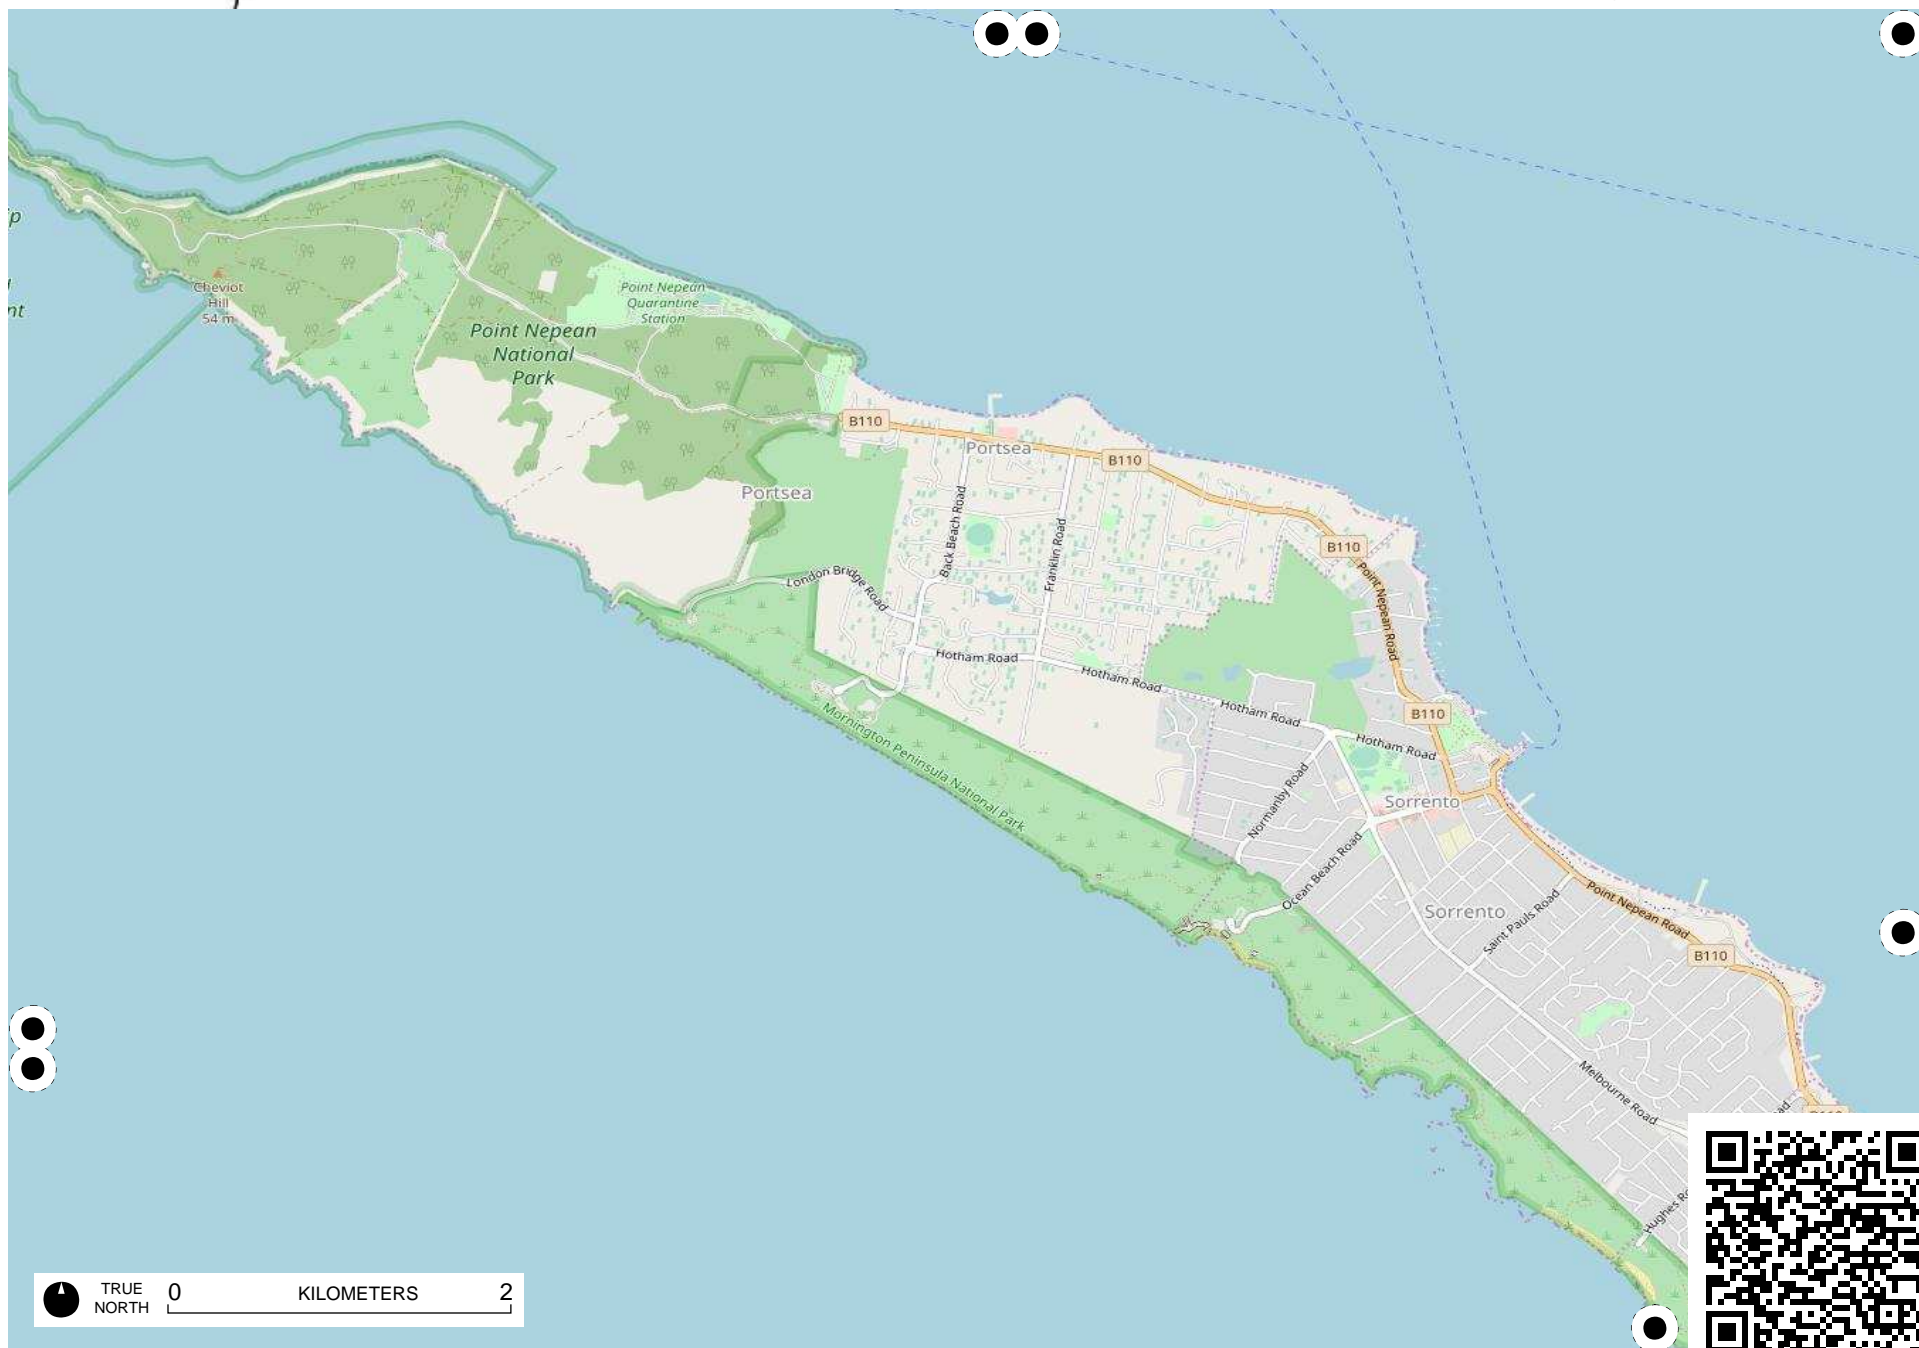 ip
Cheviot
Hill
54 m
nt
Point Nepean
Quarantine
Station
Point Nepean
National
Park
B110
Portsea
B110
Portsea
Back Beach Road
Franklin Road
B110
Point Nepean Road
London Bridge Road
Hotham Road
Hotham Road
Hotham Road
B110
Hotham Road
Mornington Peninsula National Park
Normanby Road
Sorrento
Ocean Beach Road
Sorrento
Saint Pauls Road
Point Nepean Road
B110
Melbourne Road
Hughes
TRUE
NORTH
0 KILOMETERS 2